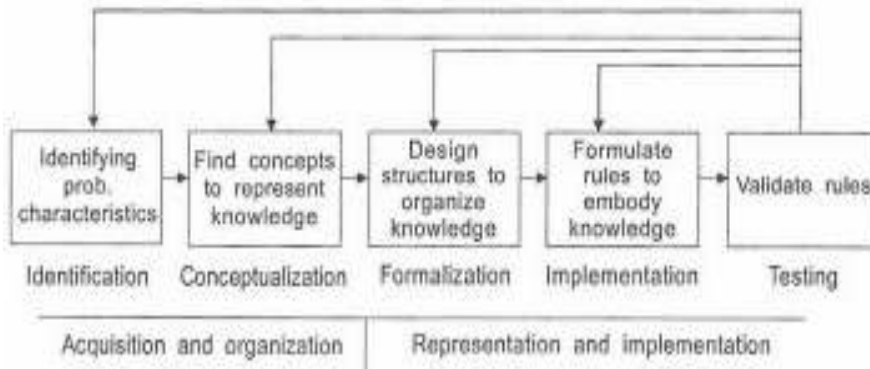 Identifying
prob.
characteristics
Find concepts
to represent
knowledge
Design
structures to
organize
knowledge
Formulate
rules to
embody
knowledge
Validate rules
Identification
Conceptualization
Formalization
Implementation
Testing
Acquisition and organization
Representation and implementation